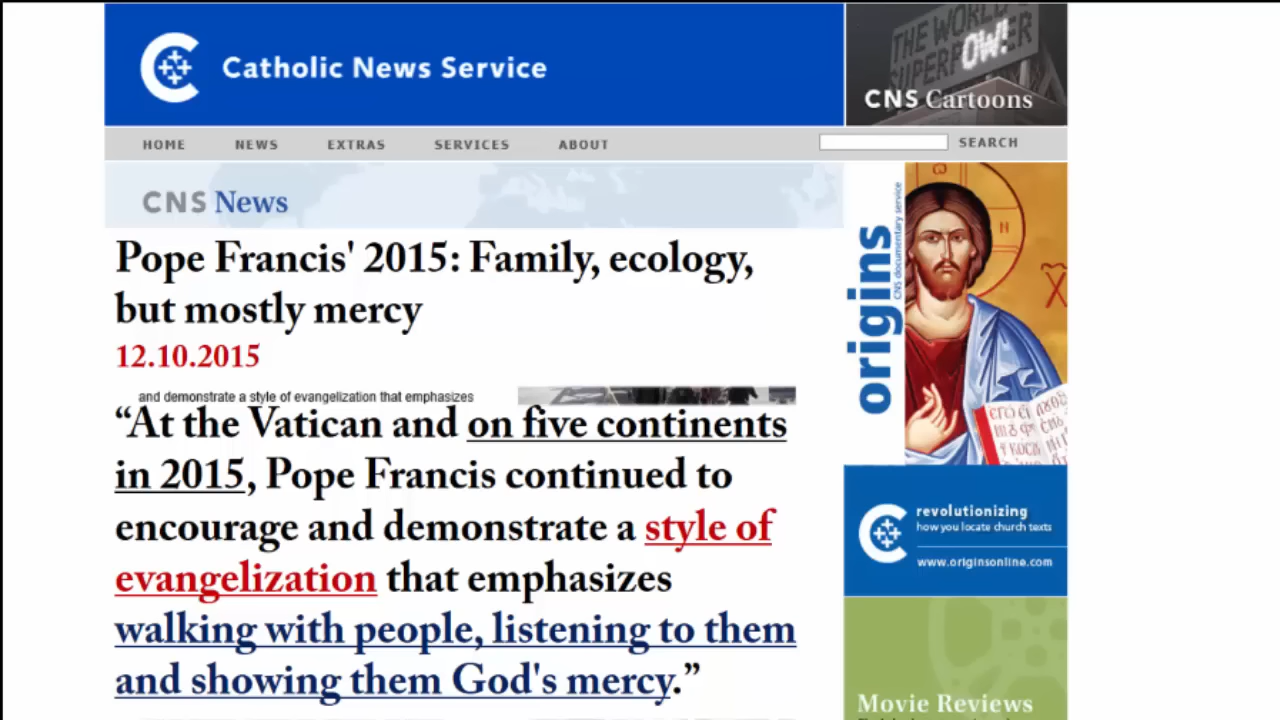 Catholic News Service
THE WORLD'S
SUPERPOWER
OW!
CNS Cartoons
HOME NEWS EXTRAS SERVICES ABOUT
SEARCH
CNS News
Pope Francis' 2015: Family, ecology,
but mostly mercy
12.10.2015
and demonstrate a style of evangelization that emphasizes
“At the Vatican and on five continents
in 2015, Pope Francis continued to
encourage and demonstrate a style of
evangelization that emphasizes
walking with people, listening to them
and showing them God's mercy.”
origins
CNS documentary service
revolutionizing
how you locate church texts
www.originsonline.com
Movie Reviews